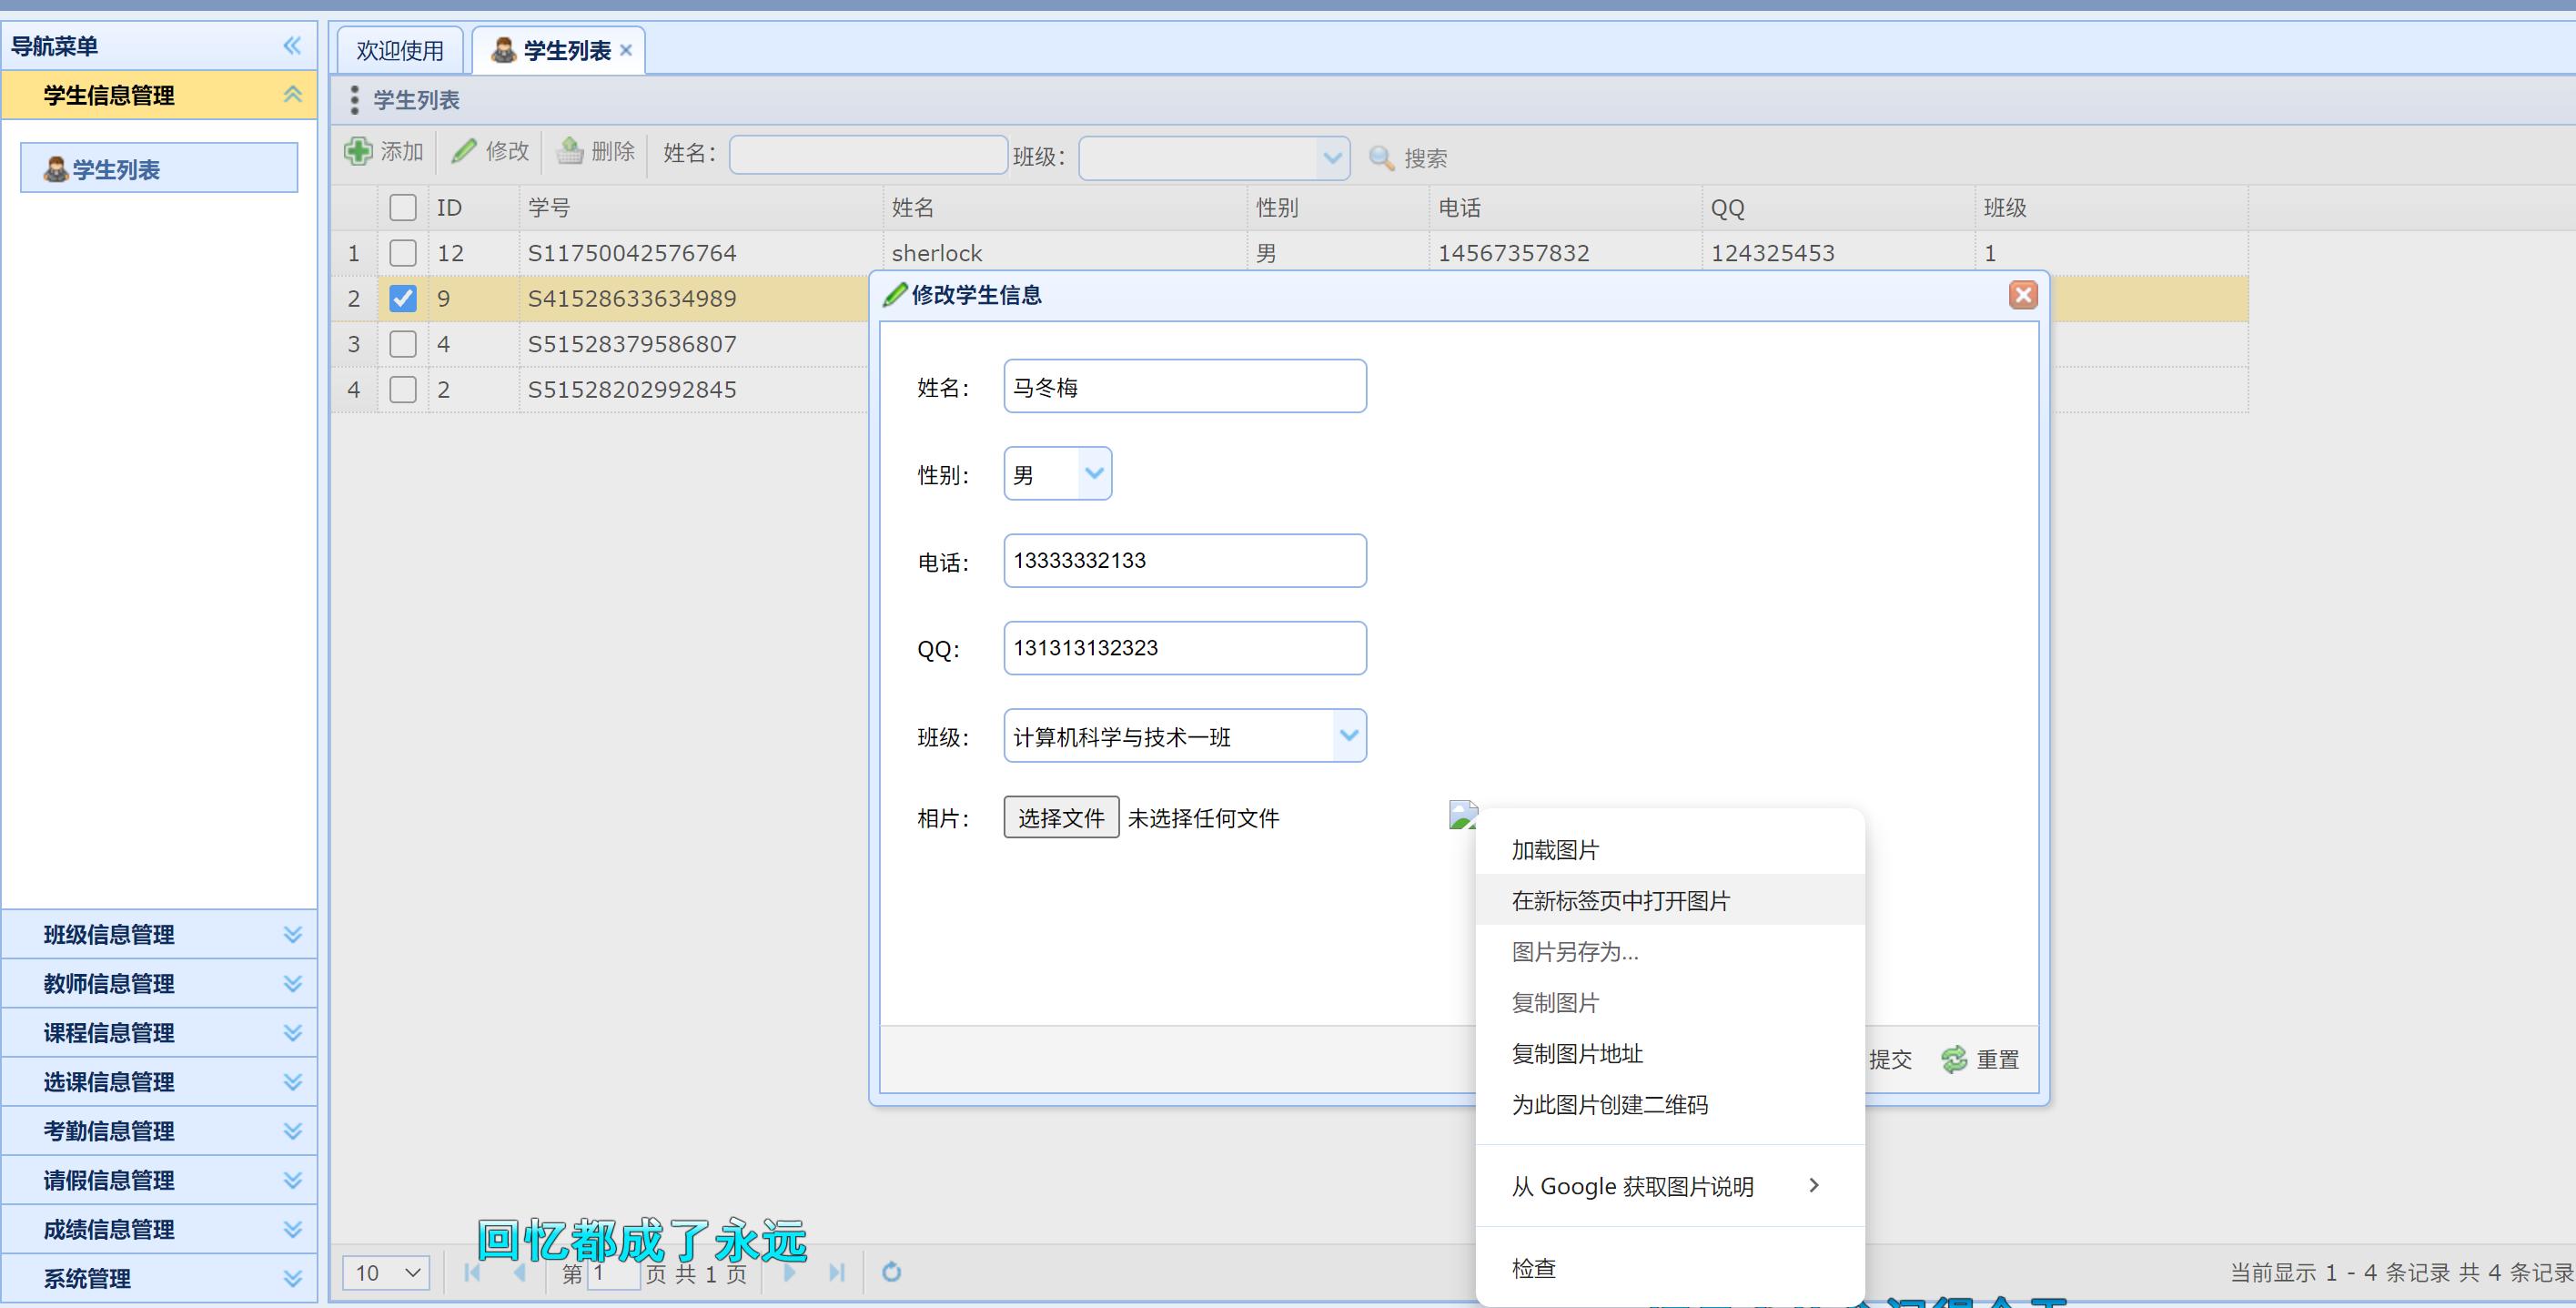 导航菜单
学生信息管理
学生列表
班级信息管理
教师信息管理
课程信息管理
选课信息管理
考勤信息管理
请假信息管理
成绩信息管理
系统管理
欢迎使用 学生列表
学生列表
添加 修改 删除 姓名： 班级： 搜索
ID 学号 姓名 性别 电话 QQ 班级
1 12 S11750042576764 sherlock 男 14567357832 124325453 1
2 9 S41528633634989
3 4 S51528379586807
4 2 S51528202992845
修改学生信息
姓名： 马冬梅
性别： 男
电话： 13333332133
QQ： 131313132323
班级： 计算机科学与技术一班
相片： 选择文件 未选择任何文件
加载图片
在新标签页中打开图片
图片另存为...
复制图片
复制图片地址
为此图片创建二维码
从 Google 获取图片说明
检查
提交 重置
回忆都成了永远
10 第 1 页 共 1 页
当前显示 1 - 4 条记录 共 4 条记录